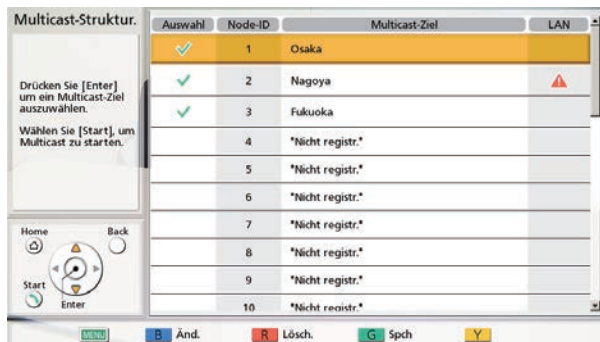 Multicast-Struktur.
Auswahl Node-ID Multicast-Ziel LAN
1 Osaka
2 Nagoya
3 Fukuoka
4 *Nicht registr.*
5 *Nicht registr.*
6 *Nicht registr.*
7 *Nicht registr.*
8 *Nicht registr.*
9 *Nicht registr.*
10 *Nicht registr.*
Drücken Sie [Enter]
um ein Multicast-Ziel
auszuwählen.
Wählen Sie [Start], um
Multicast zu starten.
Home Back
Start
Enter
MENU B Änd. R Lösch. G Spch Y